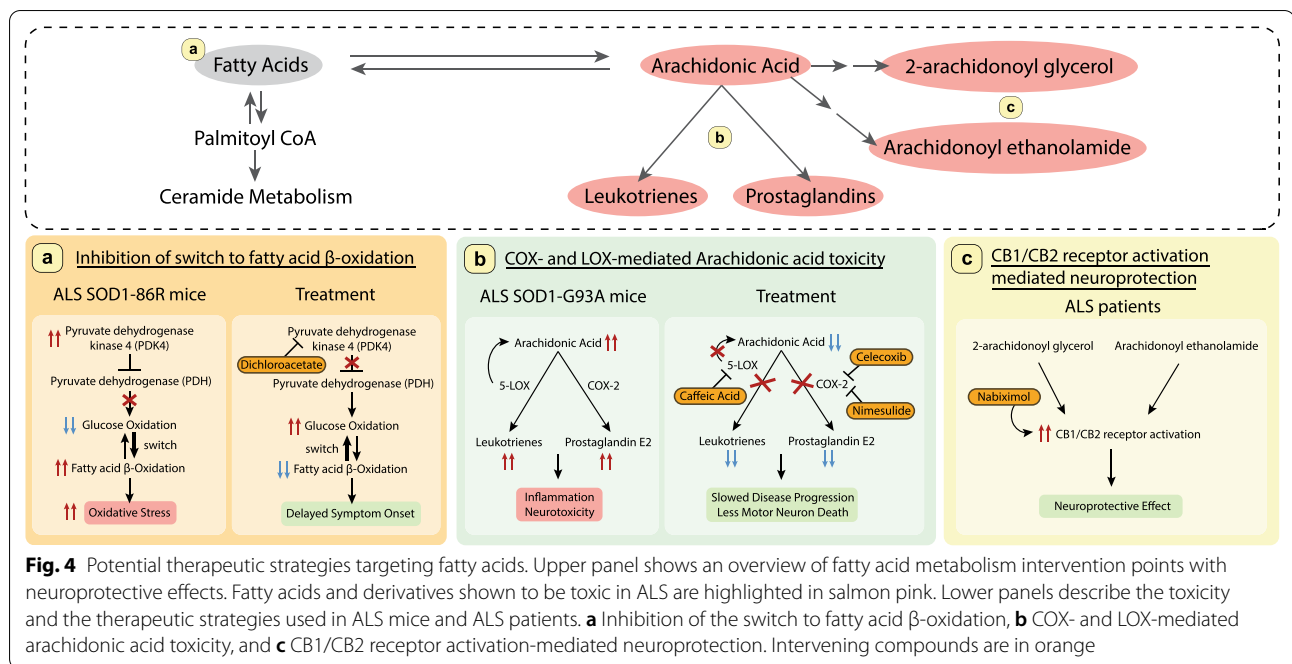 a
Fatty Acids
Arachidonic Acid
2-arachidonoyl glycerol
c
Palmitoyl CoA
b
Arachidonoyl ethanolamide
Ceramide Metabolism
Leukotrienes
Prostaglandins
a
Inhibition of switch to fatty acid β-oxidation
ALS SOD1-86R mice
Pyruvate dehydrogenase
kinase 4 (PDK4)
Pyruvate dehydrogenase (PDH)
Glucose Oxidation
switch
Fatty acid β-Oxidation
Oxidative Stress
Treatment
Pyruvate dehydrogenase
kinase 4 (PDK4)
Dichloroacetate
Pyruvate dehydrogenase (PDH)
Glucose Oxidation
switch
Fatty acid β-Oxidation
Delayed Symptom Onset
b
COX- and LOX-mediated Arachidonic acid toxicity
ALS SOD1-G93A mice
Arachidonic Acid
5-LOX
COX-2
Leukotrienes
Prostaglandin E2
Inflammation
Neurotoxicity
Treatment
Arachidonic Acid
5-LOX
Celecoxib
COX-2
Caffeic Acid
Nimesulide
Leukotrienes
Prostaglandin E2
Slowed Disease Progression
Less Motor Neuron Death
c
CB1/CB2 receptor activation
mediated neuroprotection
ALS patients
2-arachidonoyl glycerol
Arachidonoyl ethanolamide
Nabiximol
CB1/CB2 receptor activation
Neuroprotective Effect
Fig. 4 Potential therapeutic strategies targeting fatty acids. Upper panel shows an overview of fatty acid metabolism intervention points with
neuroprotective effects. Fatty acids and derivatives shown to be toxic in ALS are highlighted in salmon pink. Lower panels describe the toxicity
and the therapeutic strategies used in ALS mice and ALS patients. a Inhibition of the switch to fatty acid β-oxidation, b COX- and LOX-mediated
arachidonic acid toxicity, and c CB1/CB2 receptor activation-mediated neuroprotection. Intervening compounds are in orange